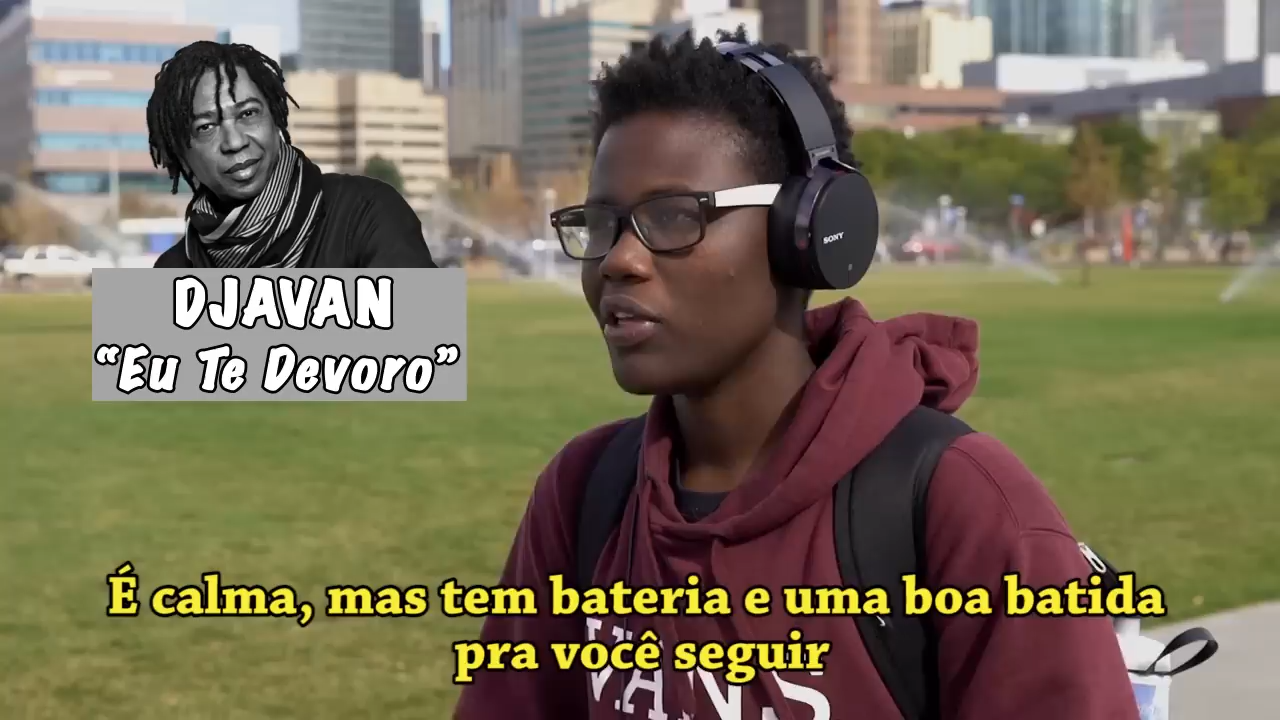 DJAVAN
“Eu Te Devoro”
SONY
É calma, mas tem bateria e uma boa batida
pra você seguir
VANS